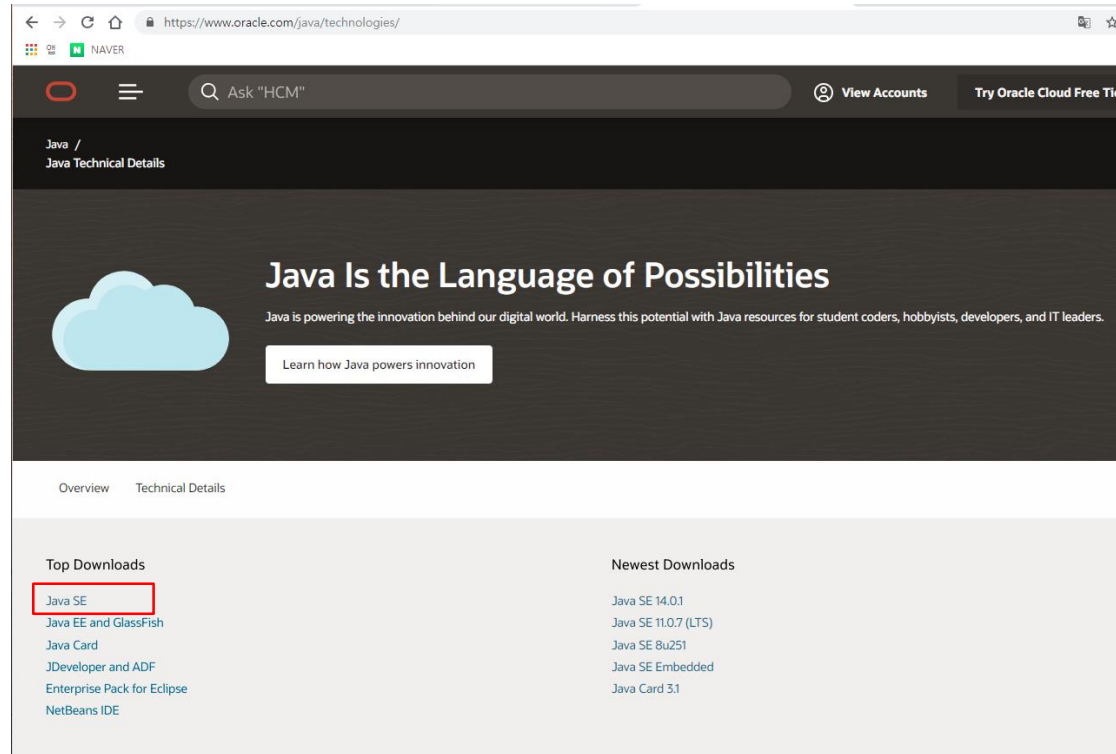 https://www.oracle.com/java/technologies/
앱 N NAVER
Ask "HCM"
View Accounts
Try Oracle Cloud Free Tie
Java /
Java Technical Details
Java Is the Language of Possibilities
Java is powering the innovation behind our digital world. Harness this potential with Java resources for student coders, hobbyists, developers, and IT leaders.
Learn how Java powers innovation
Overview Technical Details
Top Downloads
Java SE
Java EE and GlassFish
Java Card
JDeveloper and ADF
Enterprise Pack for Eclipse
NetBeans IDE
Newest Downloads
Java SE 14.0.1
Java SE 11.0.7 (LTS)
Java SE 8u251
Java SE Embedded
Java Card 3.1